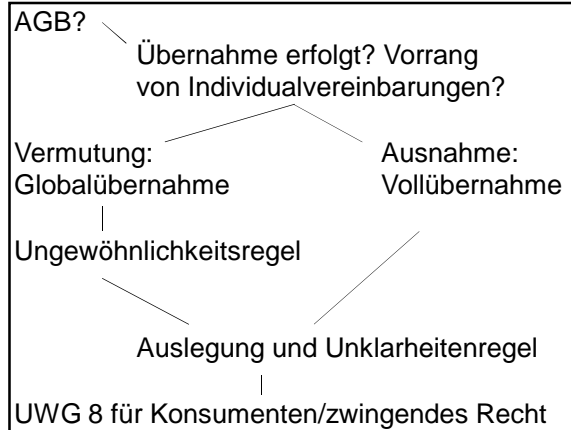 AGB?
Übernahme erfolgt? Vorrang
von Individualvereinbarungen?
Vermutung:
Globalübernahme
Ausnahme:
Vollübernahme
Ungewöhnlichkeitsregel
Auslegung und Unklarheitenregel
UWG 8 für Konsumenten/zwingendes Recht